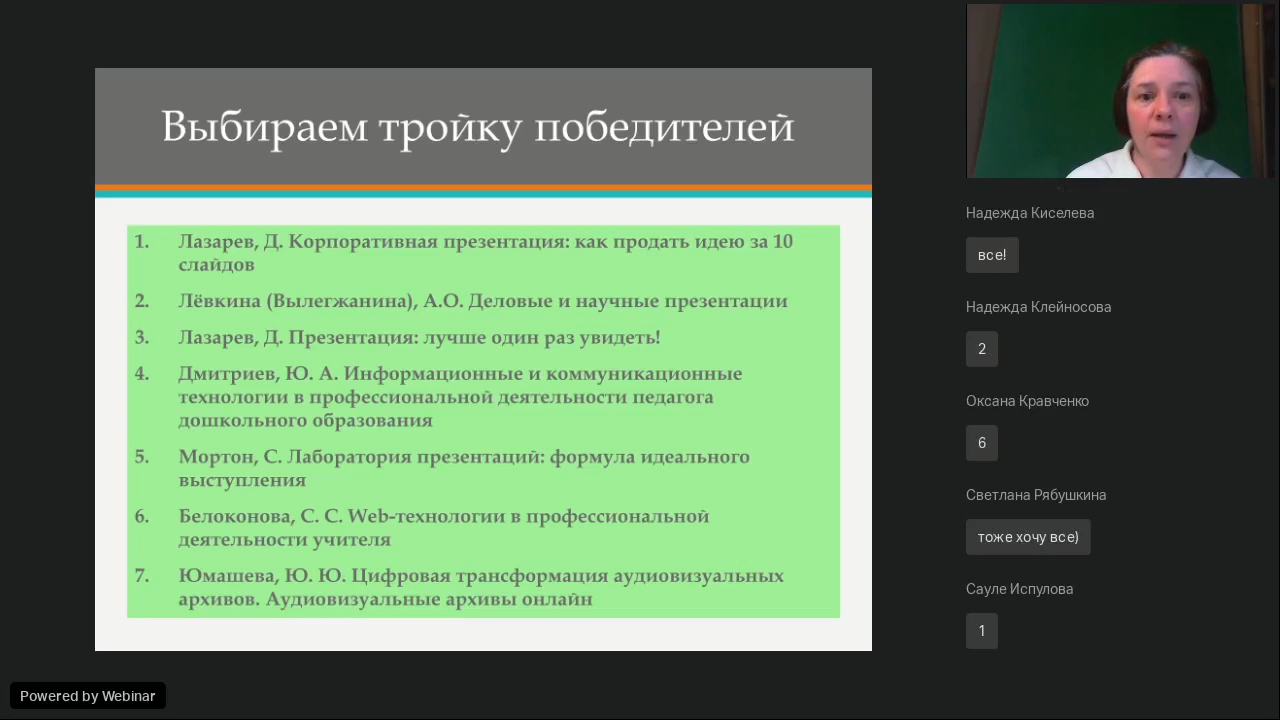 Выбираем тройку победителей
1. Лазарев, Д. Корпоративная презентация: как продать идею за 10
слайдов
2. Лёвкина (Вылегжанина), А.О. Деловые и научные презентации
3. Лазарев, Д. Презентация: лучше один раз увидеть!
4. Дмитриев, Ю. А. Информационные и коммуникационные
технологии в профессиональной деятельности педагога
дошкольного образования
5. Мортон, С. Лаборатория презентаций: формула идеального
выступления
6. Белоконова, С. С. Web-технологии в профессиональной
деятельности учителя
7. Юмашева, Ю. Ю. Цифровая трансформация аудиовизуальных
архивов. Аудиовизуальные архивы онлайн
Надежда Киселева
все!
Надежда Клейносова
2
Оксана Кравченко
6
Светлана Рябушкина
тоже хочу все)
Сауле Испулова
1
Powered by Webinar